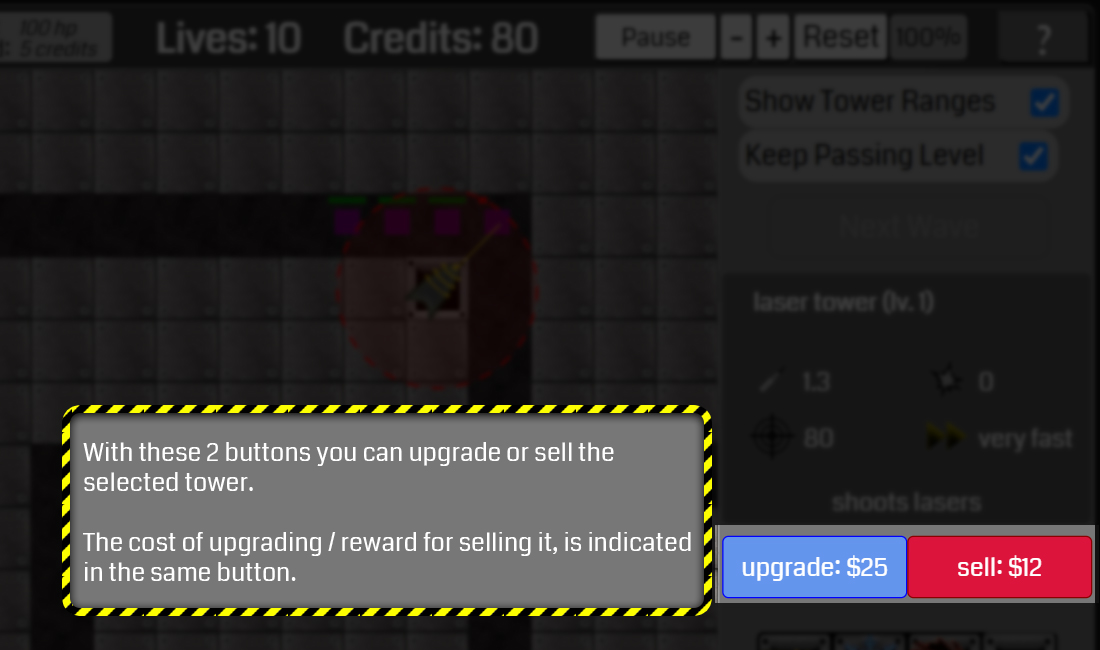 100 hp
5 credits
Lives: 10
Credits: 80
Pause
-
+
Reset
100%
?
Show Tower Ranges
Keep Passing Level
Next Wave
laser tower (lv. 1)
1.3
0
80
very fast
shoots lasers
With these 2 buttons you can upgrade or sell the
selected tower.
The cost of upgrading / reward for selling it, is indicated
in the same button.
upgrade: $25
sell: $12